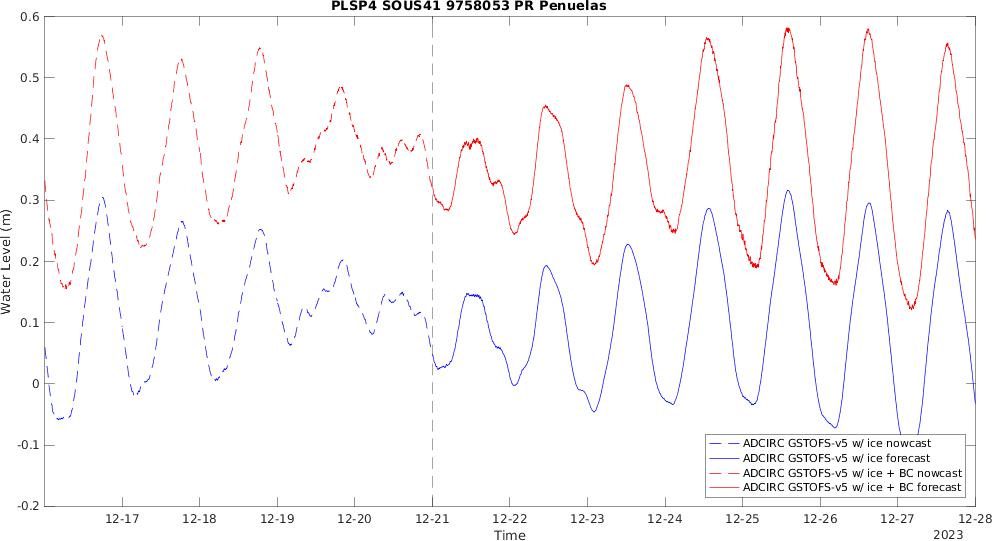 PLSP4 SOUS41 9758053 PR Penuelas
Water Level (m)
0.6
0.5
0.4
0.3
0.2
0.1
0
-0.1
-0.2
ADCIRC GSTOFS-v5 w/ ice nowcast
ADCIRC GSTOFS-v5 w/ ice forecast
ADCIRC GSTOFS-v5 w/ ice + BC nowcast
ADCIRC GSTOFS-v5 w/ ice + BC forecast
12-17 12-18 12-19 12-20 12-21 12-22 12-23 12-24 12-25 12-26 12-27 12-28
Time
2023